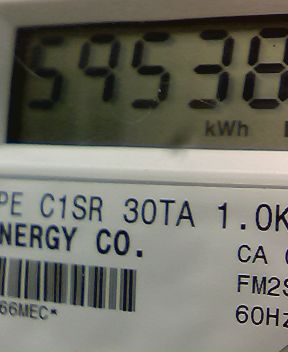 59538
kWh
PE C1SR 30TA 1.0K
NERGY CO.
CA
FM2S
66MEC*
60Hz